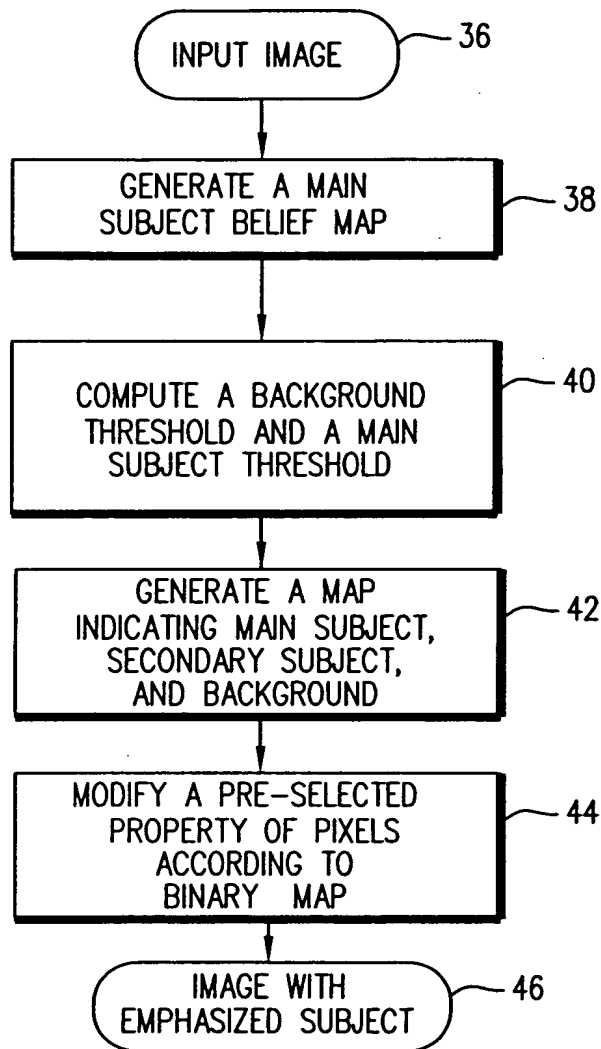 INPUT IMAGE
36
GENERATE A MAIN
SUBJECT BELIEF MAP
38
COMPUTE A BACKGROUND
THRESHOLD AND A MAIN
SUBJECT THRESHOLD
40
GENERATE A MAP
INDICATING MAIN SUBJECT,
SECONDARY SUBJECT,
AND BACKGROUND
42
MODIFY A PRE-SELECTED
PROPERTY OF PIXELS
ACCORDING TO
BINARY MAP
44
IMAGE WITH
EMPHASIZED SUBJECT
46